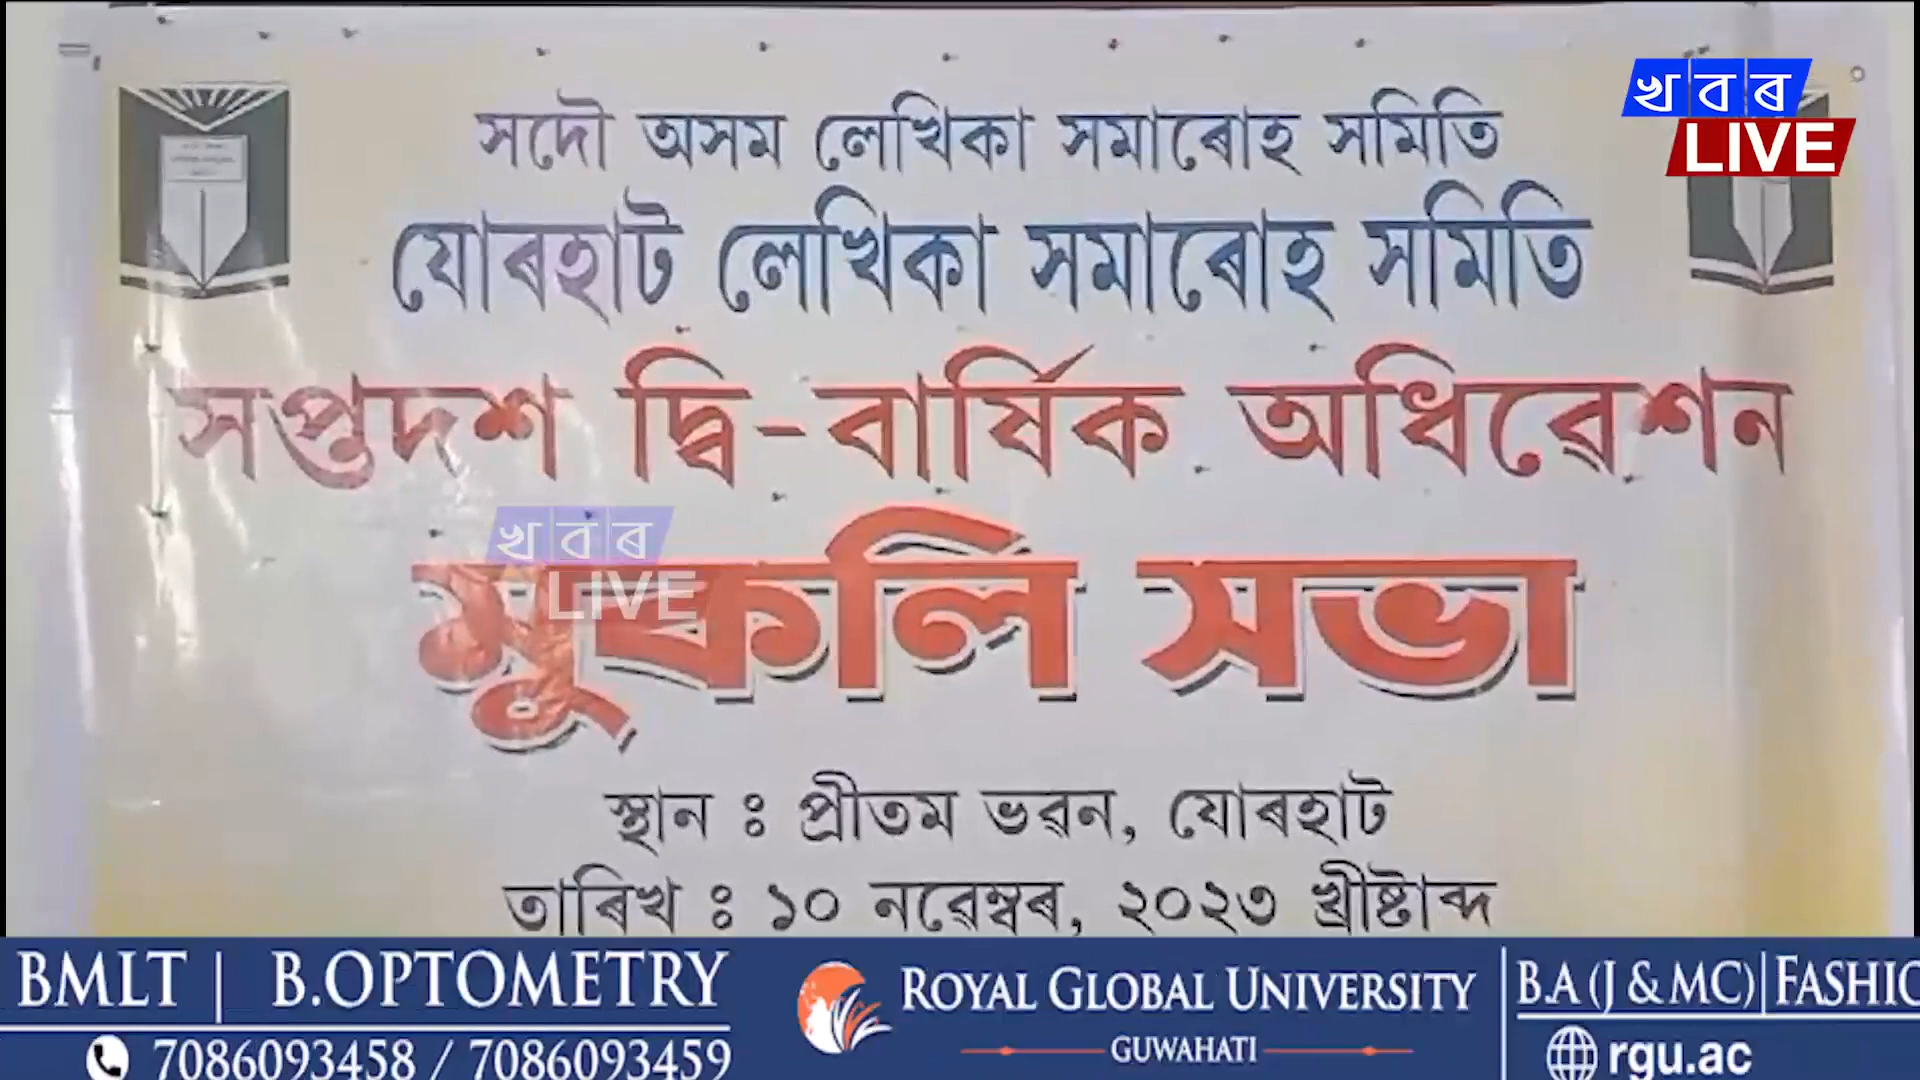 সদৌ অসম লেখিকা সমাৰোহ সমিতি
যোৰহাট লেখিকা সমাৰোহ সমিতি
সপ্তদশ দ্বি-বাৰ্ষিক অধিৱেশন
মুকলি সভা
স্থান ঃ প্ৰীতম ভৱন, যোৰহাট
তাৰিখ ঃ ১০ নৱেম্বৰ, ২০২৩ খ্ৰীষ্টাব্দ
খবৰ
LIVE
খবৰ
LIVE
BMLT | B.OPTOMETRY
7086093458 / 7086093459
ROYAL GLOBAL UNIVERSITY
GUWAHATI
B.A (J & MC) | FASHIO
rgu.ac